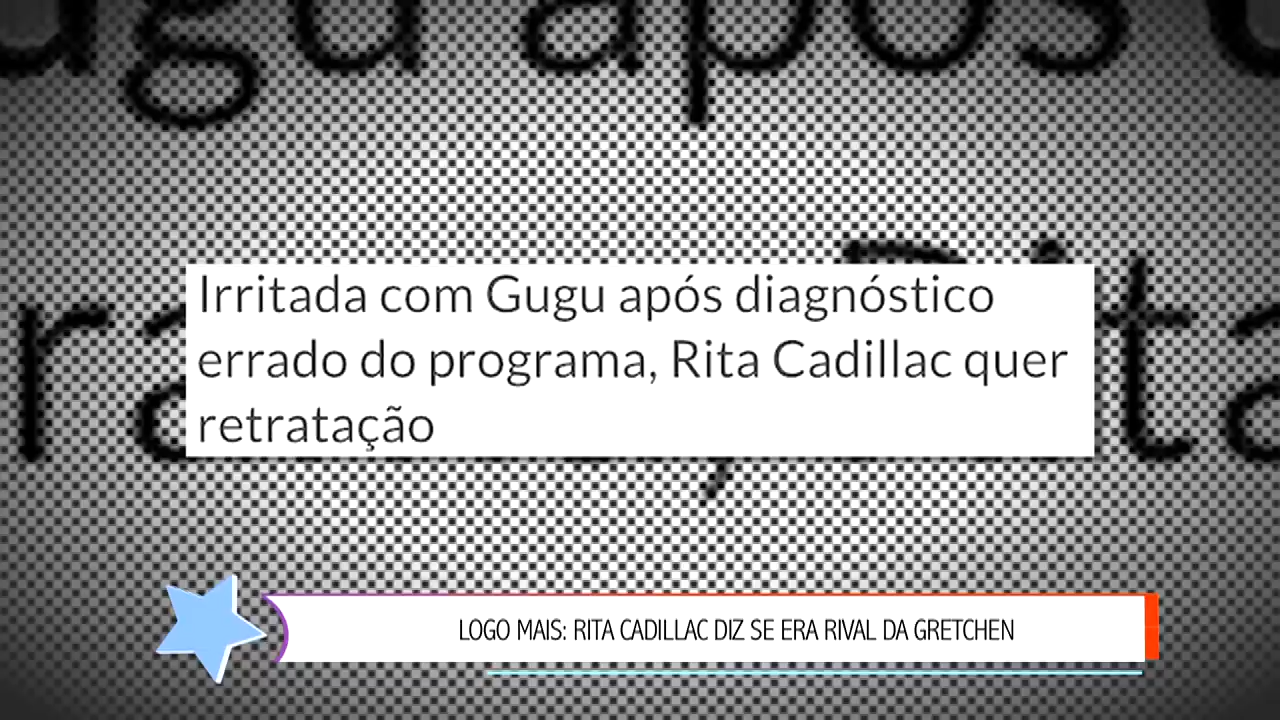 Irritada com Gugu após diagnóstico
errado do programa, Rita Cadillac quer
retratação
LOGO MAIS: RITA CADILLAC DIZ SE ERA RIVAL DA GRETCHEN